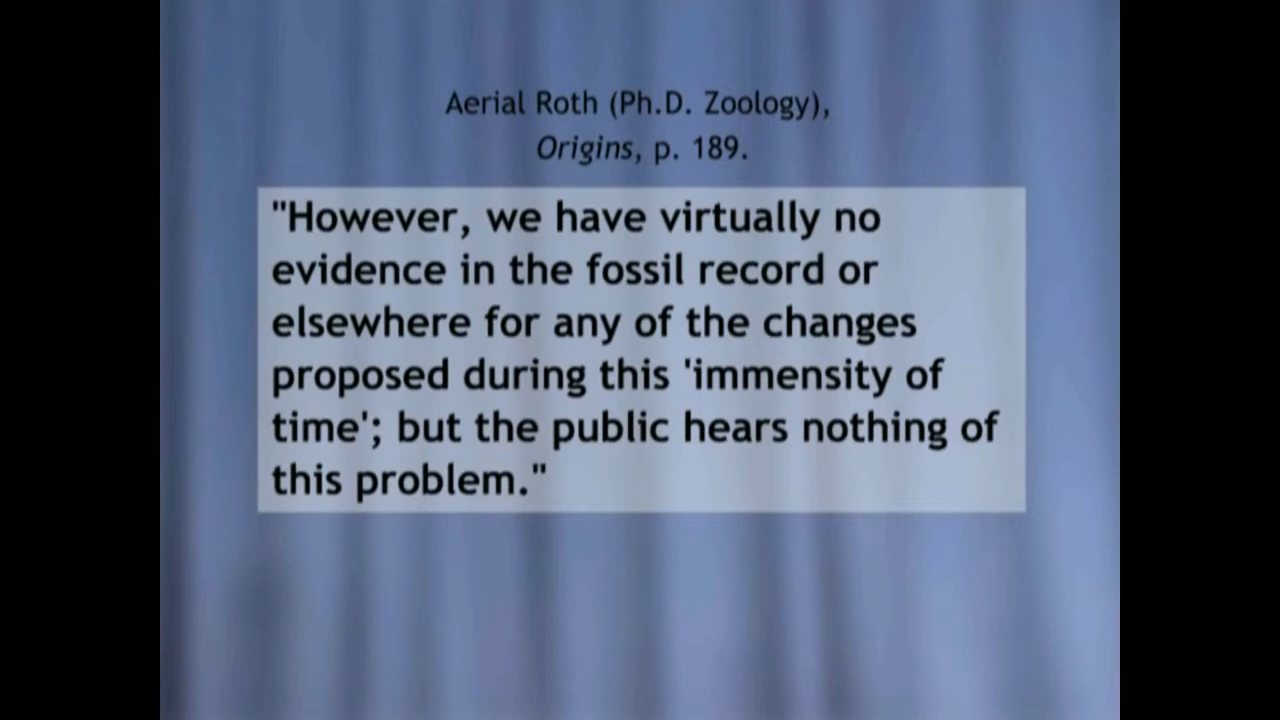 Aerial Roth (Ph.D. Zoology),
Origins, p. 189.
"However, we have virtually no
evidence in the fossil record or
elsewhere for any of the changes
proposed during this 'immensity of
time'; but the public hears nothing of
this problem."